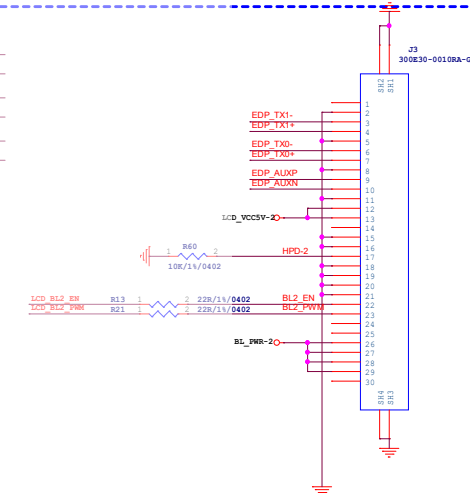 J3
300E30-0010RA-G
SH2
SH1
1
2
EDP_TX1-
3
EDP_TX1+
4
5
EDP_TX0-
6
EDP_TX0+
7
8
EDP_AUXP
9
EDP_AUXN
10
11
12
LCD_VCC5V-2
13
14
15
R60
16
1
2
HPD-2
17
10K/1%/0402
18
19
20
21
LCD_BL2_EN
R13
1
2
22R/1%/0402
BL2_EN
22
LCD_BL2_PWM
R21
1
2
22R/1%/0402
BL2_PWM
23
24
25
BL_PWR-2
26
27
28
29
30
SH4
SH3